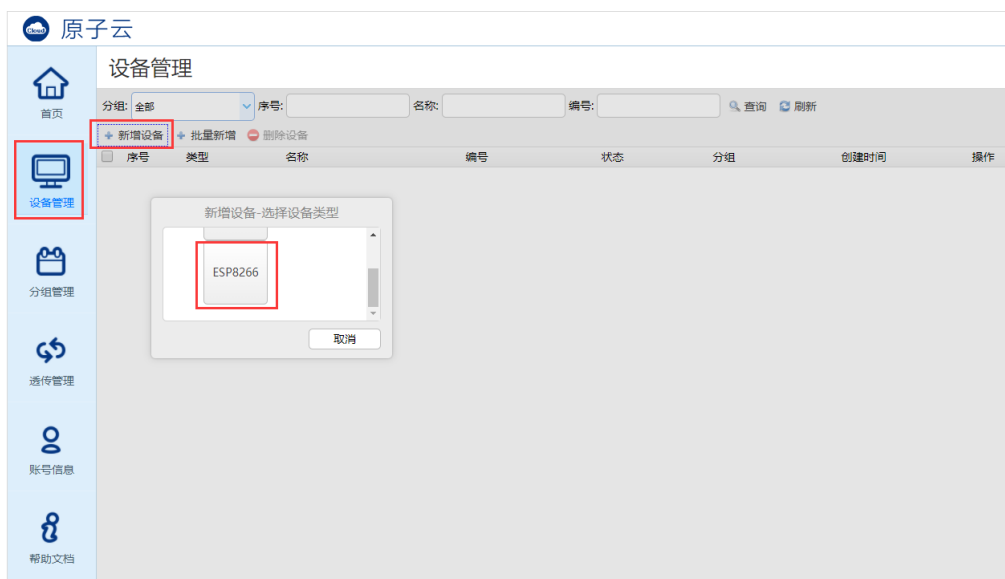 Cloud 原子云
首页
设备管理
分组管理
透传管理
账号信息
帮助文档
设备管理
分组: 全部 序号: 名称: 编号: 查询 刷新
新增设备 批量新增 删除设备
序号 类型 名称 编号 状态 分组 创建时间 操作
新增设备-选择设备类型
ESP8266
取消